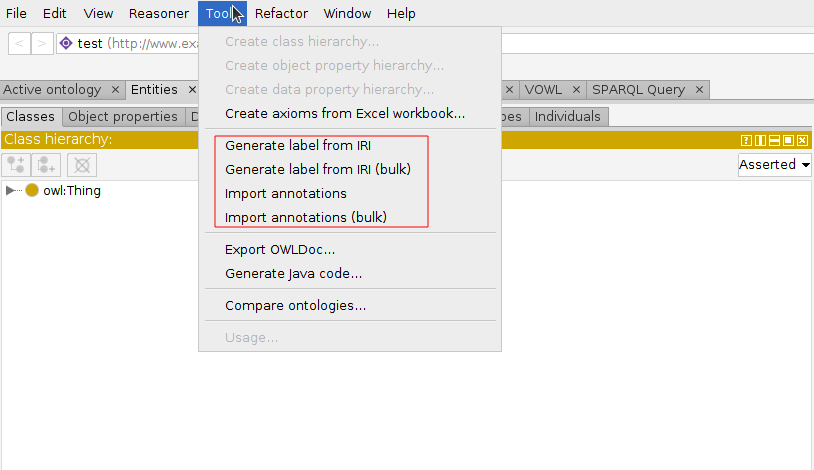 File Edit View Reasoner Refactor Window Help
< > test (http://www.exa
Create class hierarchy...
Create object property hierarchy...
Create data property hierarchy...
Create axioms from Excel workbook...
Active ontology × Entities × × VOWL × SPARQL Query ×
Classes Object properties D Individuals
Class hierarchy:
Generate label from IRI
Generate label from IRI (bulk)
Asserted
Import annotations
owl:Thing
Import annotations (bulk)
Export OWLDoc...
Generate Java code...
Compare ontologies...
Usage...